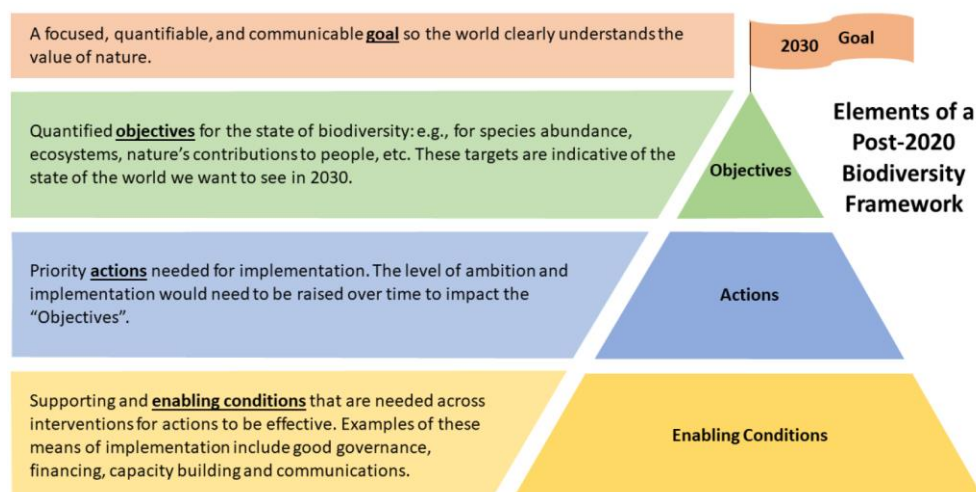 A focused, quantifiable, and communicable goal so the world clearly understands the
value of nature.
2030 Goal
Elements of a
Post-2020
Biodiversity
Framework
Quantified objectives for the state of biodiversity: e.g., for species abundance,
ecosystems, nature's contributions to people, etc. These targets are indicative of the
state of the world we want to see in 2030.
Objectives
Priority actions needed for implementation. The level of ambition and
implementation would need to be raised over time to impact the
“Objectives”.
Actions
Supporting and enabling conditions that are needed across
interventions for actions to be effective. Examples of these
means of implementation include good governance,
financing, capacity building and communications.
Enabling Conditions